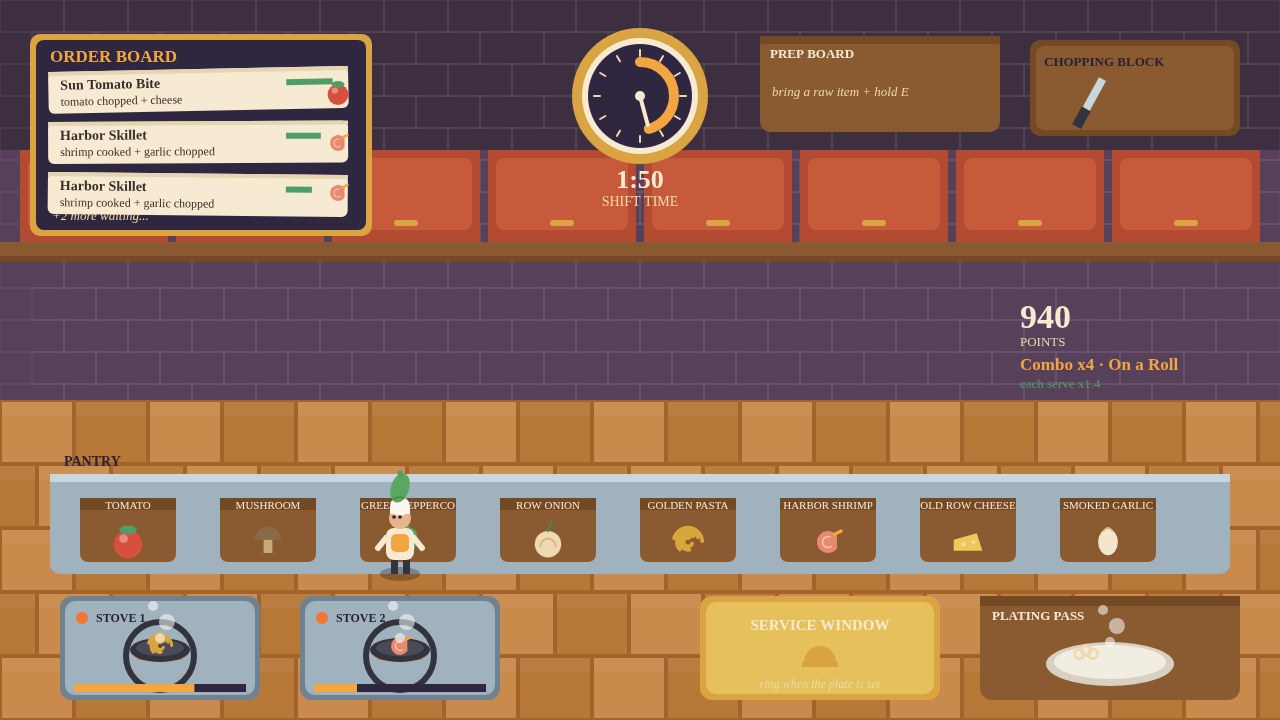 ORDER BOARD
Sun Tomato Bite
tomato chopped + cheese
Harbor Skillet
shrimp cooked + garlic chopped
Harbor Skillet
shrimp cooked + garlic chopped
+2 more waiting...
1:50
SHIFT TIME
PREP BOARD
bring a raw item + hold E
CHOPPING BLOCK
940
POINTS
Combo x4 · On a Roll
each serve x1.4
PANTRY
TOMATO
MUSHROOM
ROW ONION
GOLDEN PASTA
HARBOR SHRIMP
OLD ROW CHEESE
SMOKED GARLIC
STOVE 1
STOVE 2
SERVICE WINDOW
ring when the plate is set
PLATING PASS